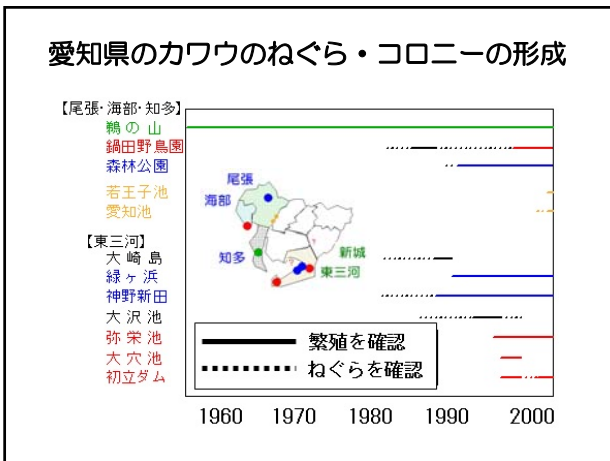 愛知県のカワウのねぐら・コロニーの形成
【尾張・海部・知多】
鵜の山
鍋田野鳥園
森林公園
若王子池
愛知池
【東三河】
大崎島
緑ヶ浜
神野新田
大沢池
弥栄池
大穴池
初立ダム
尾張
海部
知多
新城
東三河
繁殖を確認
ねぐらを確認
1960 1970 1980 1990 2000